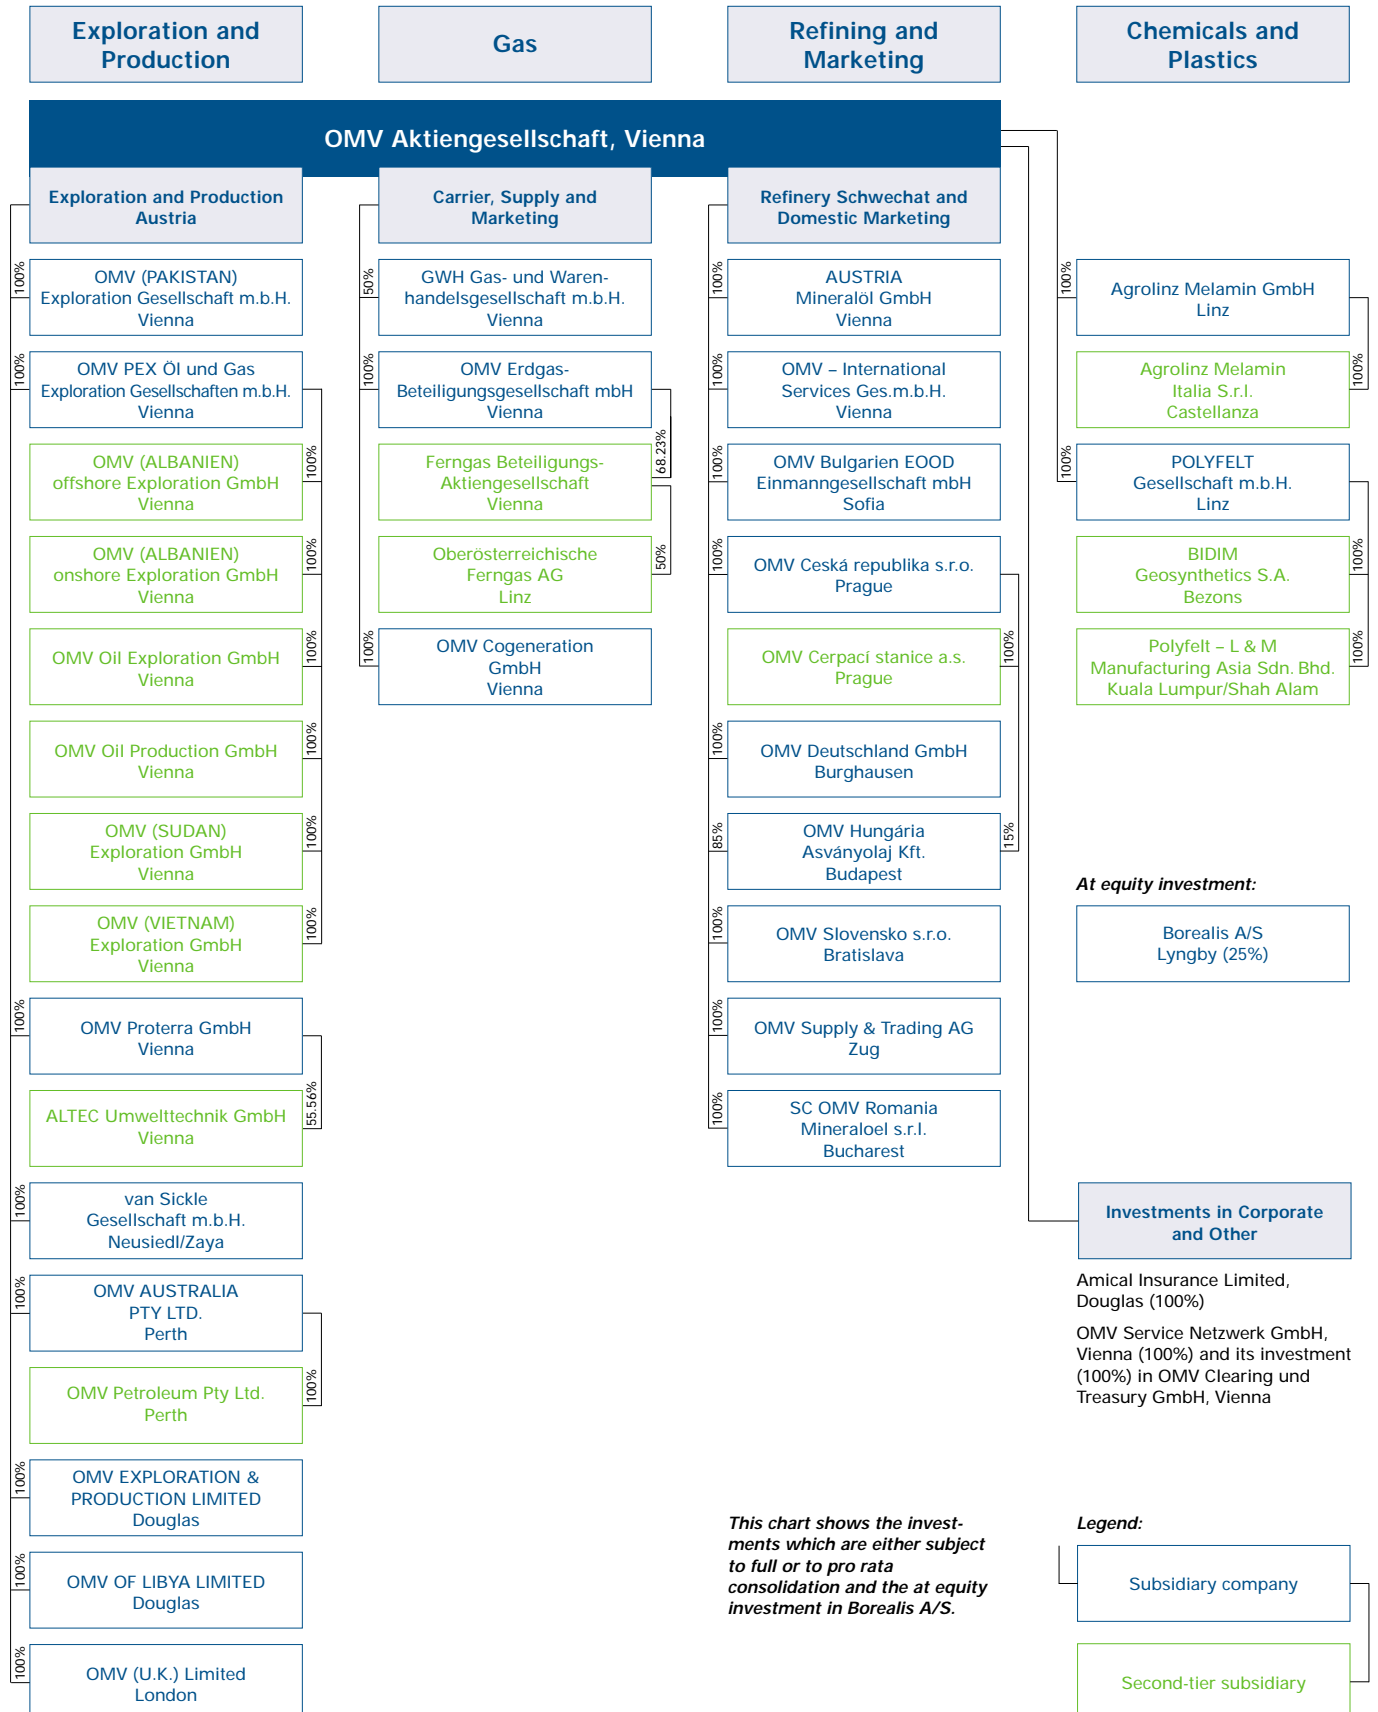 Exploration and
Production
Gas
Refining and
Marketing
Chemicals and
Plastics
OMV Aktiengesellschaft, Vienna
Exploration and Production
Austria
100%
OMV (PAKISTAN)
Exploration Gesellschaft m.b.H.
Vienna
100%
OMV PEX Öl und Gas
Exploration Gesellschaften m.b.H.
Vienna
OMV (ALBANIEN)
offshore Exploration GmbH
Vienna
100%
OMV (ALBANIEN)
onshore Exploration GmbH
Vienna
100%
OMV Oil Exploration GmbH
Vienna
100%
OMV Oil Production GmbH
Vienna
100%
OMV (SUDAN)
Exploration GmbH
Vienna
100%
OMV (VIETNAM)
Exploration GmbH
Vienna
100%
100%
OMV Proterra GmbH
Vienna
ALTEC Umwelttechnik GmbH
Vienna
55.56%
100%
van Sickle
Gesellschaft m.b.H.
Neusiedl/Zaya
100%
OMV AUSTRALIA
PTY LTD.
Perth
OMV Petroleum Pty Ltd.
Perth
100%
100%
OMV EXPLORATION &
PRODUCTION LIMITED
Douglas
100%
OMV OF LIBYA LIMITED
Douglas
100%
OMV (U.K.) Limited
London
Carrier, Supply and
Marketing
50%
GWH Gas- und Waren-
handelsgesellschaft m.b.H.
Vienna
100%
OMV Erdgas-
Beteiligungsgesellschaft mbH
Vienna
Ferngas Beteiligungs-
Aktiengesellschaft
Vienna
68.23%
Oberösterreichische
Ferngas AG
Linz
50%
100%
OMV Cogeneration
GmbH
Vienna
Refinery Schwechat and
Domestic Marketing
100%
AUSTRIA
Mineralöl GmbH
Vienna
100%
OMV – International
Services Ges.m.b.H.
Vienna
100%
OMV Bulgarien EOOD
Einmanngesellschaft mbH
Sofia
100%
OMV Ceská republika s.r.o.
Prague
OMV Cerpací stanice a.s.
Prague
100%
100%
OMV Deutschland GmbH
Burghausen
85%
OMV Hungária
Asványolaj Kft.
Budapest
15%
100%
OMV Slovensko s.r.o.
Bratislava
100%
OMV Supply & Trading AG
Zug
100%
SC OMV Romania
Mineraloel s.r.l.
Bucharest
100%
Agrolinz Melamin GmbH
Linz
Agrolinz Melamin
Italia S.r.l.
Castellanza
100%
100%
POLYFELT
Gesellschaft m.b.H.
Linz
BIDIM
Geosynthetics S.A.
Bezons
100%
Polyfelt – L & M
Manufacturing Asia Sdn. Bhd.
Kuala Lumpur/Shah Alam
100%
At equity investment:
Borealis A/S
Lyngby (25%)
Investments in Corporate
and Other
Amical Insurance Limited,
Douglas (100%)
OMV Service Netzwerk GmbH,
Vienna (100%) and its investment
(100%) in OMV Clearing und
Treasury GmbH, Vienna
This chart shows the invest-
ments which are either subject
to full or to pro rata
consolidation and the at equity
investment in Borealis A/S.
Legend:
Subsidiary company
Second-tier subsidiary